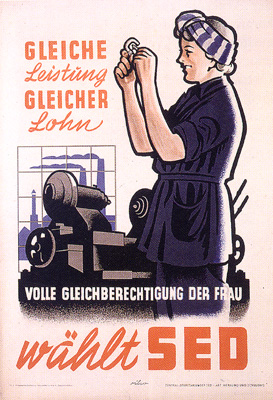 GLEICHE
Leistung
GLEICHER
Lohn
VOLLE GLEICHBERECHTIGUNG DER FRAU
wählt SED